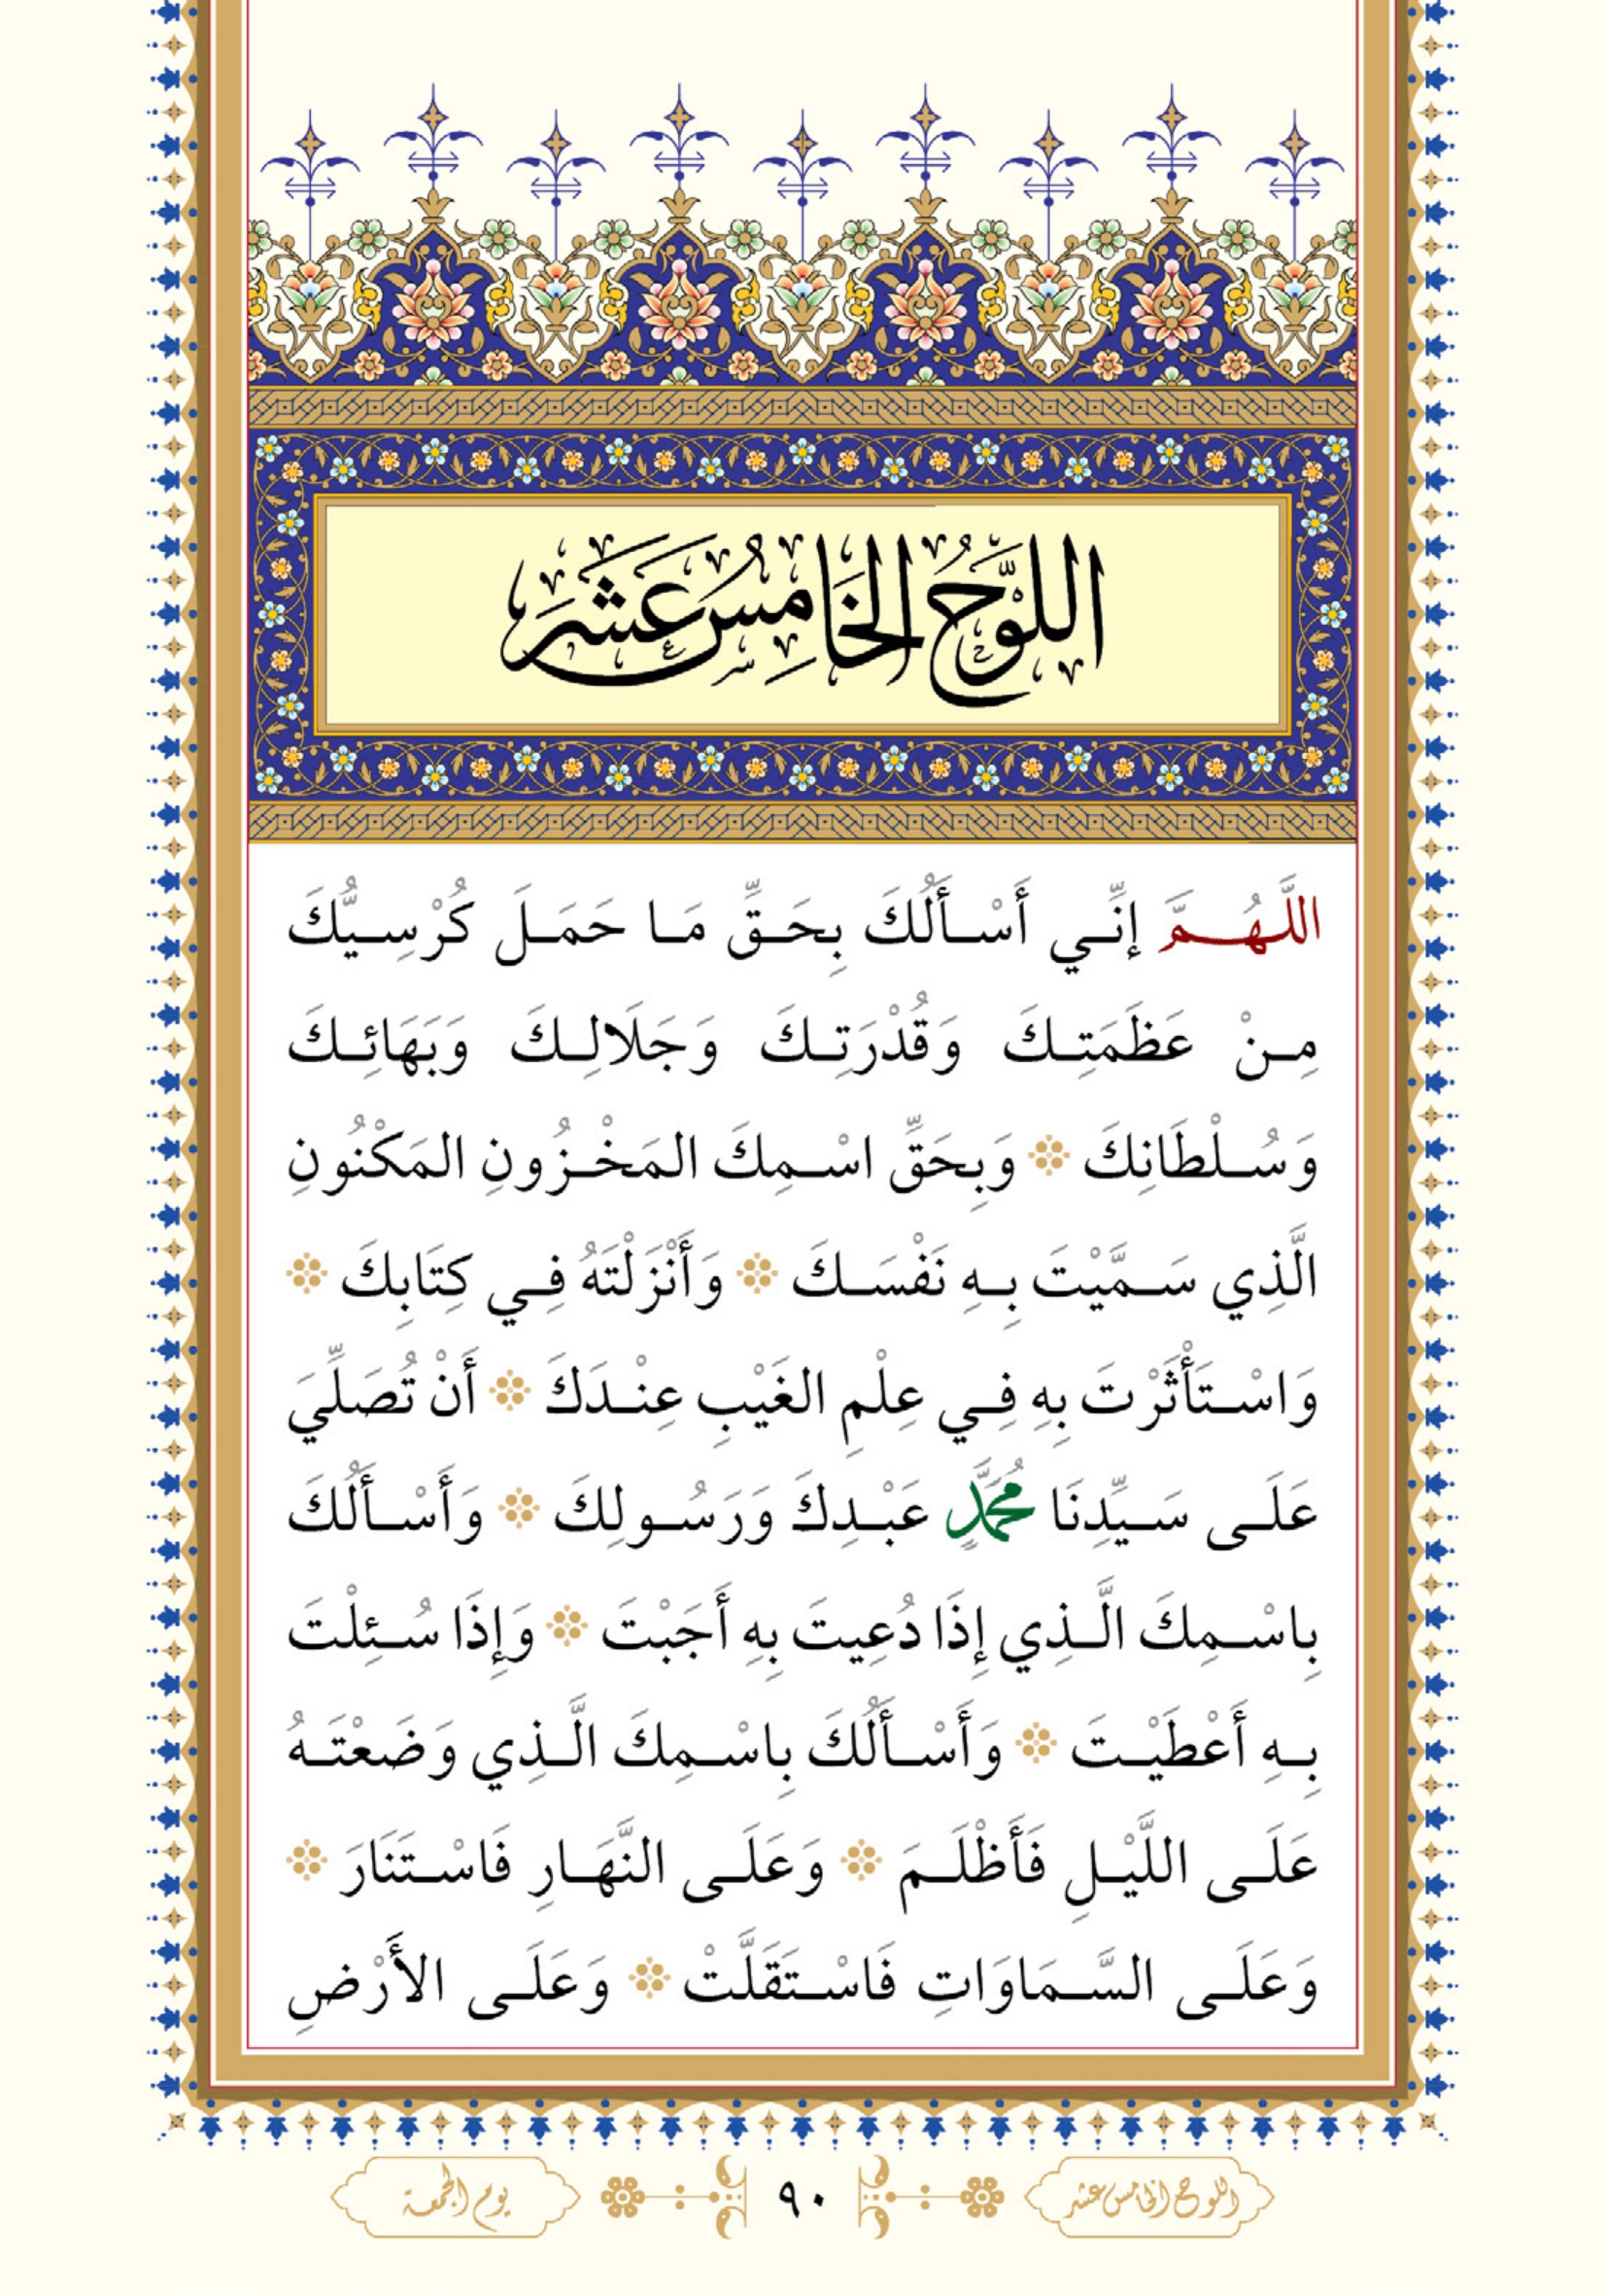 اللَّوْحُ الخَامِسَ عَشَرَ
اللَّهُمَّ إِنِّي أَسْأَلُكَ بِحَقِّ مَا حَمَلَ كُرْسِيُّكَ
مِنْ عَظَمَتِكَ وَقُدْرَتِكَ وَجَلَالِكَ وَبَهَائِكَ
وَسُلْطَانِكَ ۞ وَبِحَقِّ اسْمِكَ المَخْزُونِ المَكْنُونِ
الَّذِي سَمَّيْتَ بِهِ نَفْسَكَ ۞ وَأَنْزَلْتَهُ فِي كِتَابِكَ ۞
وَاسْتَأْثَرْتَ بِهِ فِي عِلْمِ الغَيْبِ عِنْدَكَ ۞ أَنْ تُصَلِّيَ
عَلَى سَيِّدِنَا مُحَمَّدٍ عَبْدِكَ وَرَسُولِكَ ۞ وَأَسْأَلُكَ
بِاسْمِكَ الَّذِي إِذَا دُعِيتَ بِهِ أَجَبْتَ ۞ وَإِذَا سُئِلْتَ
بِهِ أَعْطَيْتَ ۞ وَأَسْأَلُكَ بِاسْمِكَ الَّذِي وَضَعْتَهُ
عَلَى اللَّيْلِ فَأَظْلَمَ ۞ وَعَلَى النَّهَارِ فَاسْتَنَارَ ۞
وَعَلَى السَّمَاوَاتِ فَاسْتَقَلَّتْ ۞ وَعَلَى الأَرْضِ
اللوح الخامس عشر ٩٠ يوم الجمعة